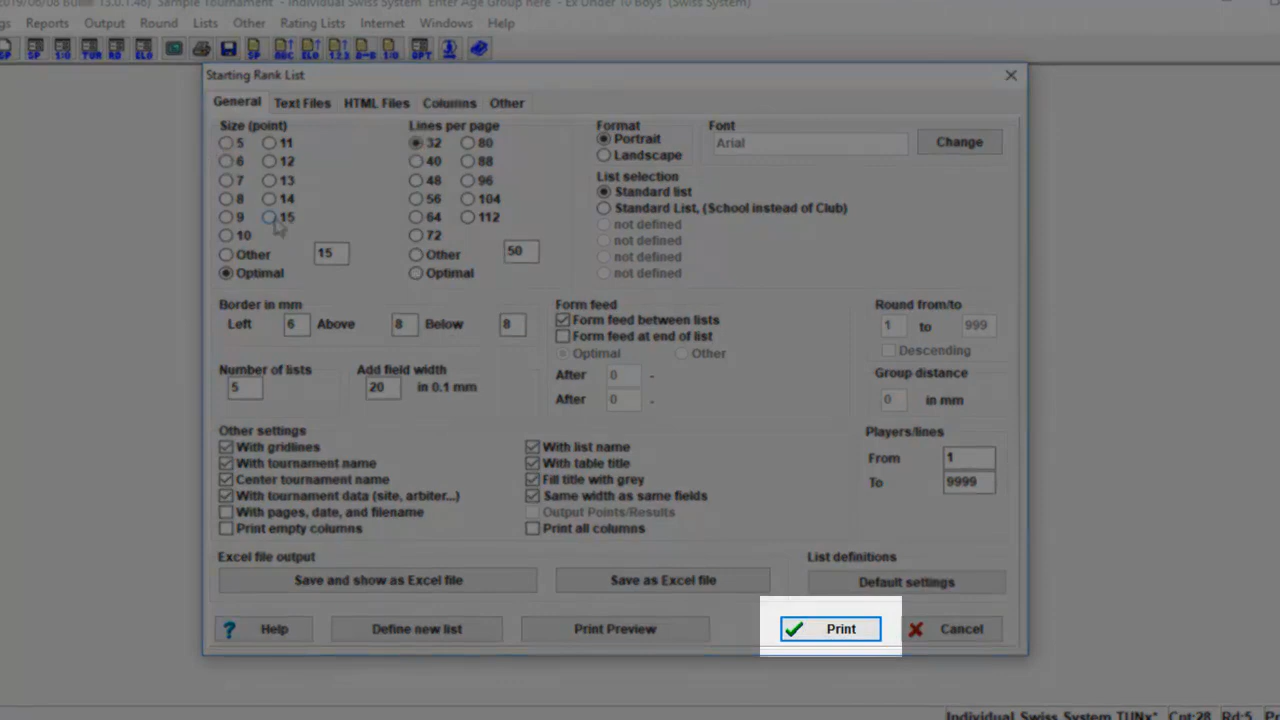 2019/06/08 Build 13.0.1.46) Sample Tournament - Individual Swiss System Enter Age Group here - Ex Under 10 Boys (Swiss System)
gs Reports Output Round Lists Other Rating Lists Internet Windows Help
Starting Rank List
General Text Files HTML Files Columns Other
Size (point) Lines per page Format Font
5 11 32 80 Portrait Arial Change
6 12 40 88 Landscape
7 13 48 96 List selection
8 14 56 104 Standard list
9 15 64 112 Standard List, (School instead of Club)
10 72 not defined
Other 15 Other 50 not defined
not defined
Optimal Optimal not defined
Border in mm Form feed Round from/to
Left 6 Above 8 Below 8 Form feed between lists 1 to 999
Form feed at end of list
Optimal Other Descending
Number of lists Add field width After 0 - Group distance
5 20 in 0.1 mm After 0 - 0 in mm
Other settings Players/lines
With gridlines With list name From 1
With tournament name With table title
Center tournament name Fill title with grey To 9999
With tournament data (site, arbiter...) Same width as same fields
With pages, date, and filename Output Points/Results
Print empty columns Print all columns
Excel file output List definitions
Save and show as Excel file Save as Excel file Default settings
? Help Define new list Print Preview Print Cancel
Individual Swiss System TUNx* Cnt:28 Rd:5